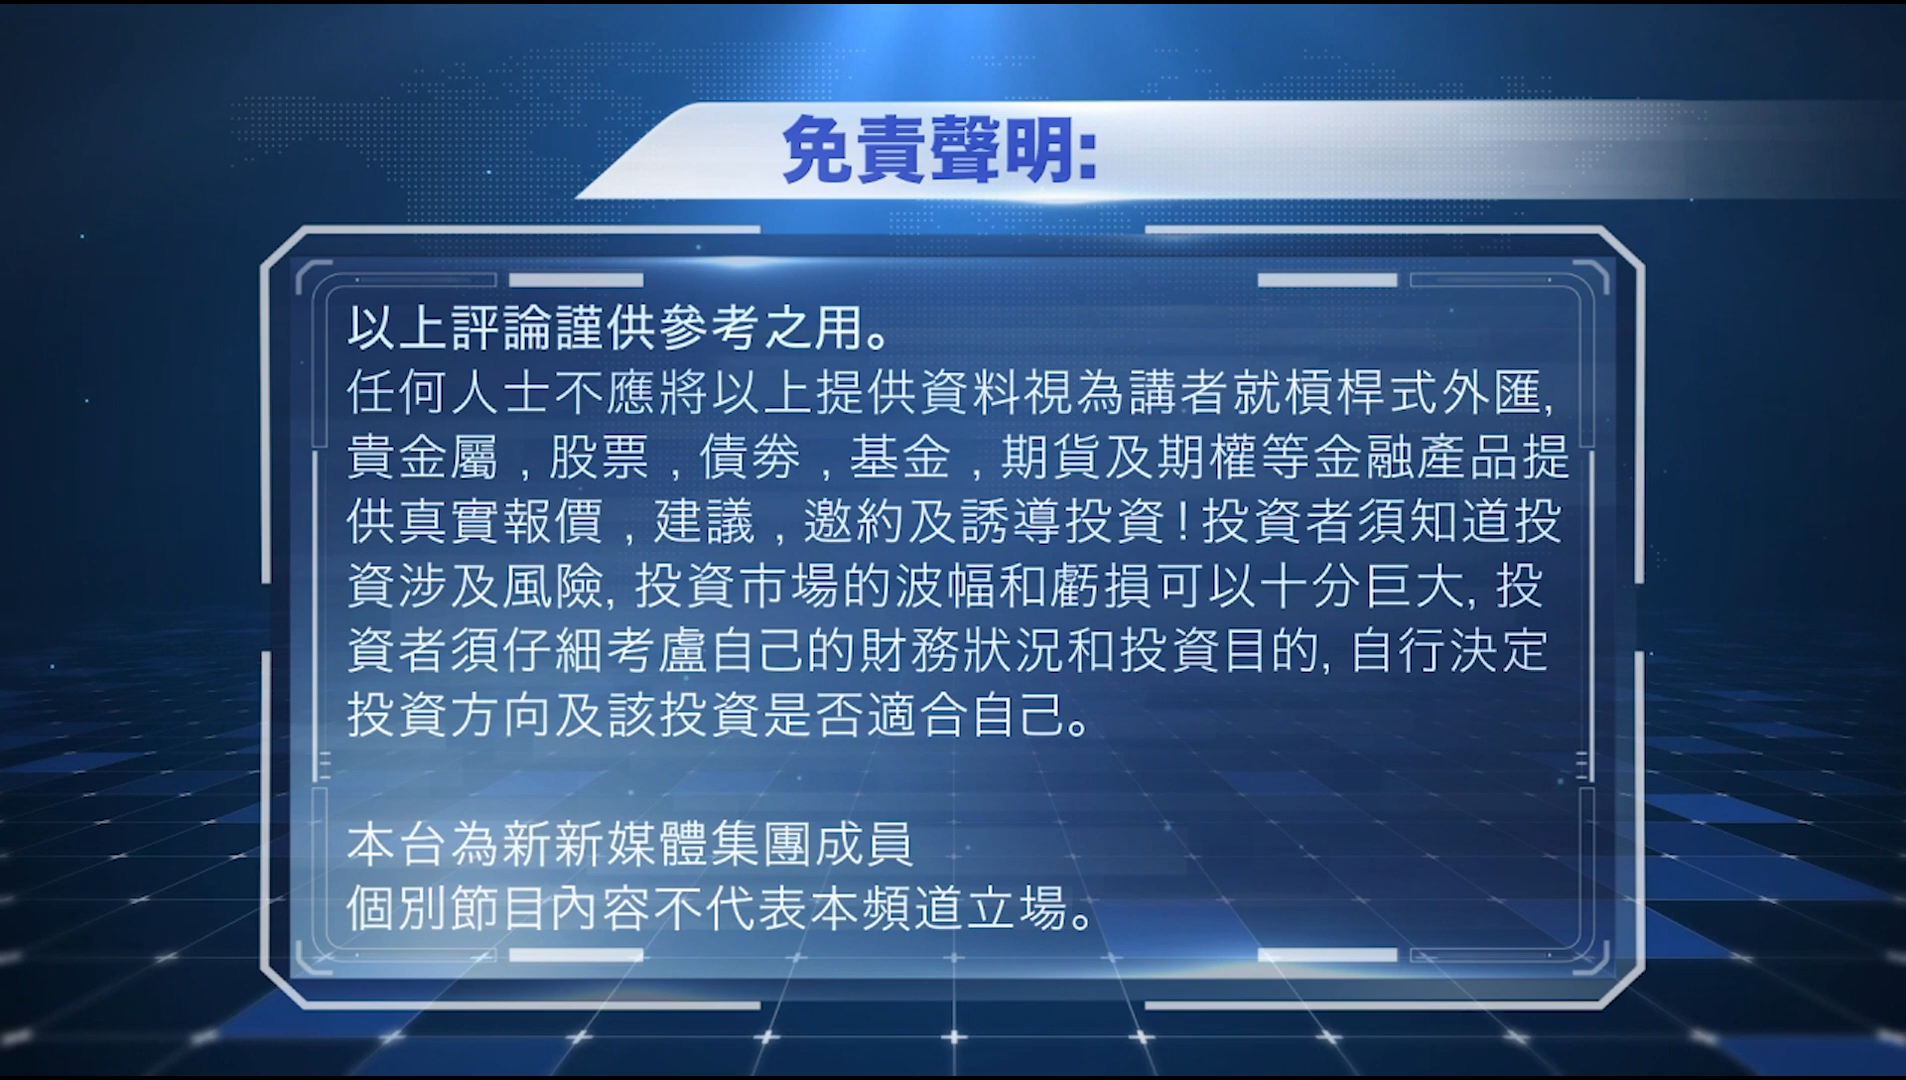 免責聲明:
以上評論謹供參考之用。
任何人士不應將以上提供資料視為講者就槓桿式外匯,
貴金屬 , 股票 , 債劵 , 基金 , 期貨及期權等金融產品提
供真實報價 , 建議 , 邀約及誘導投資 ! 投資者須知道投
資涉及風險, 投資市場的波幅和虧損可以十分巨大, 投
資者須仔細考盧自己的財務狀況和投資目的, 自行決定
投資方向及該投資是否適合自己。
本台為新新媒體集團成員
個別節目內容不代表本頻道立場。